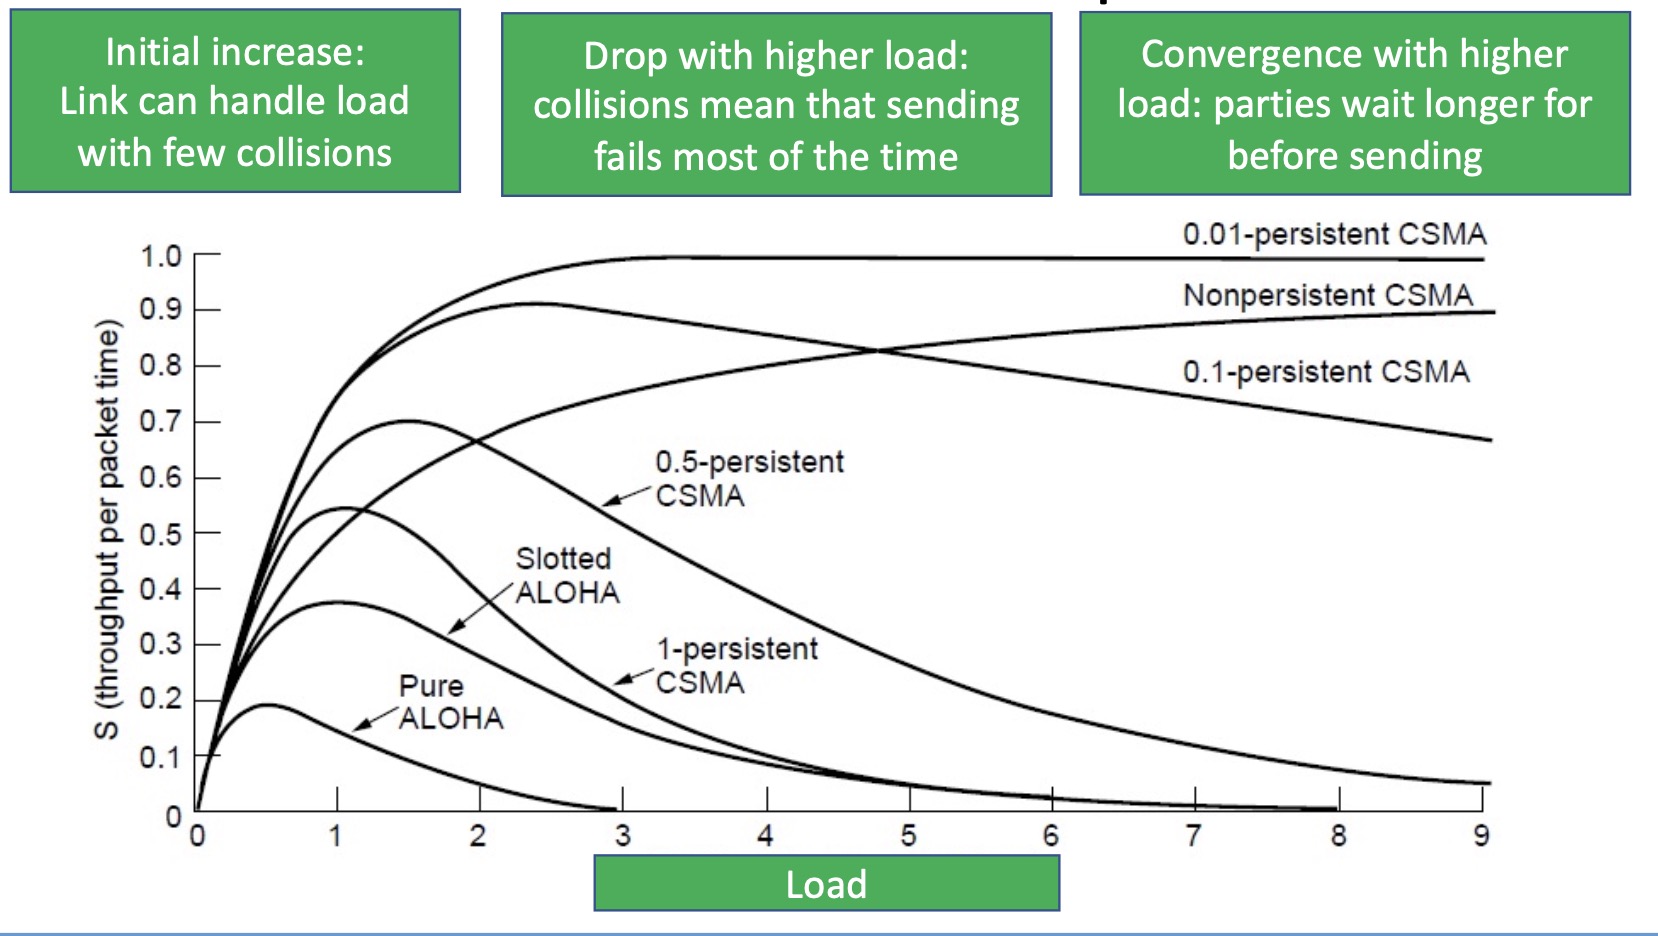 Initial increase:
Link can handle load
with few collisions
Drop with higher load:
collisions mean that sending
fails most of the time
Convergence with higher
load: parties wait longer for
before sending
S (throughput per packet time)
1.0
0.9
0.8
0.7
0.6
0.5
0.4
0.3
0.2
0.1
0
0.01-persistent CSMA
Nonpersistent CSMA
0.1-persistent CSMA
0.5-persistent
CSMA
Slotted
ALOHA
1-persistent
CSMA
Pure
ALOHA
0 1 2 3 4 5 6 7 8 9
Load